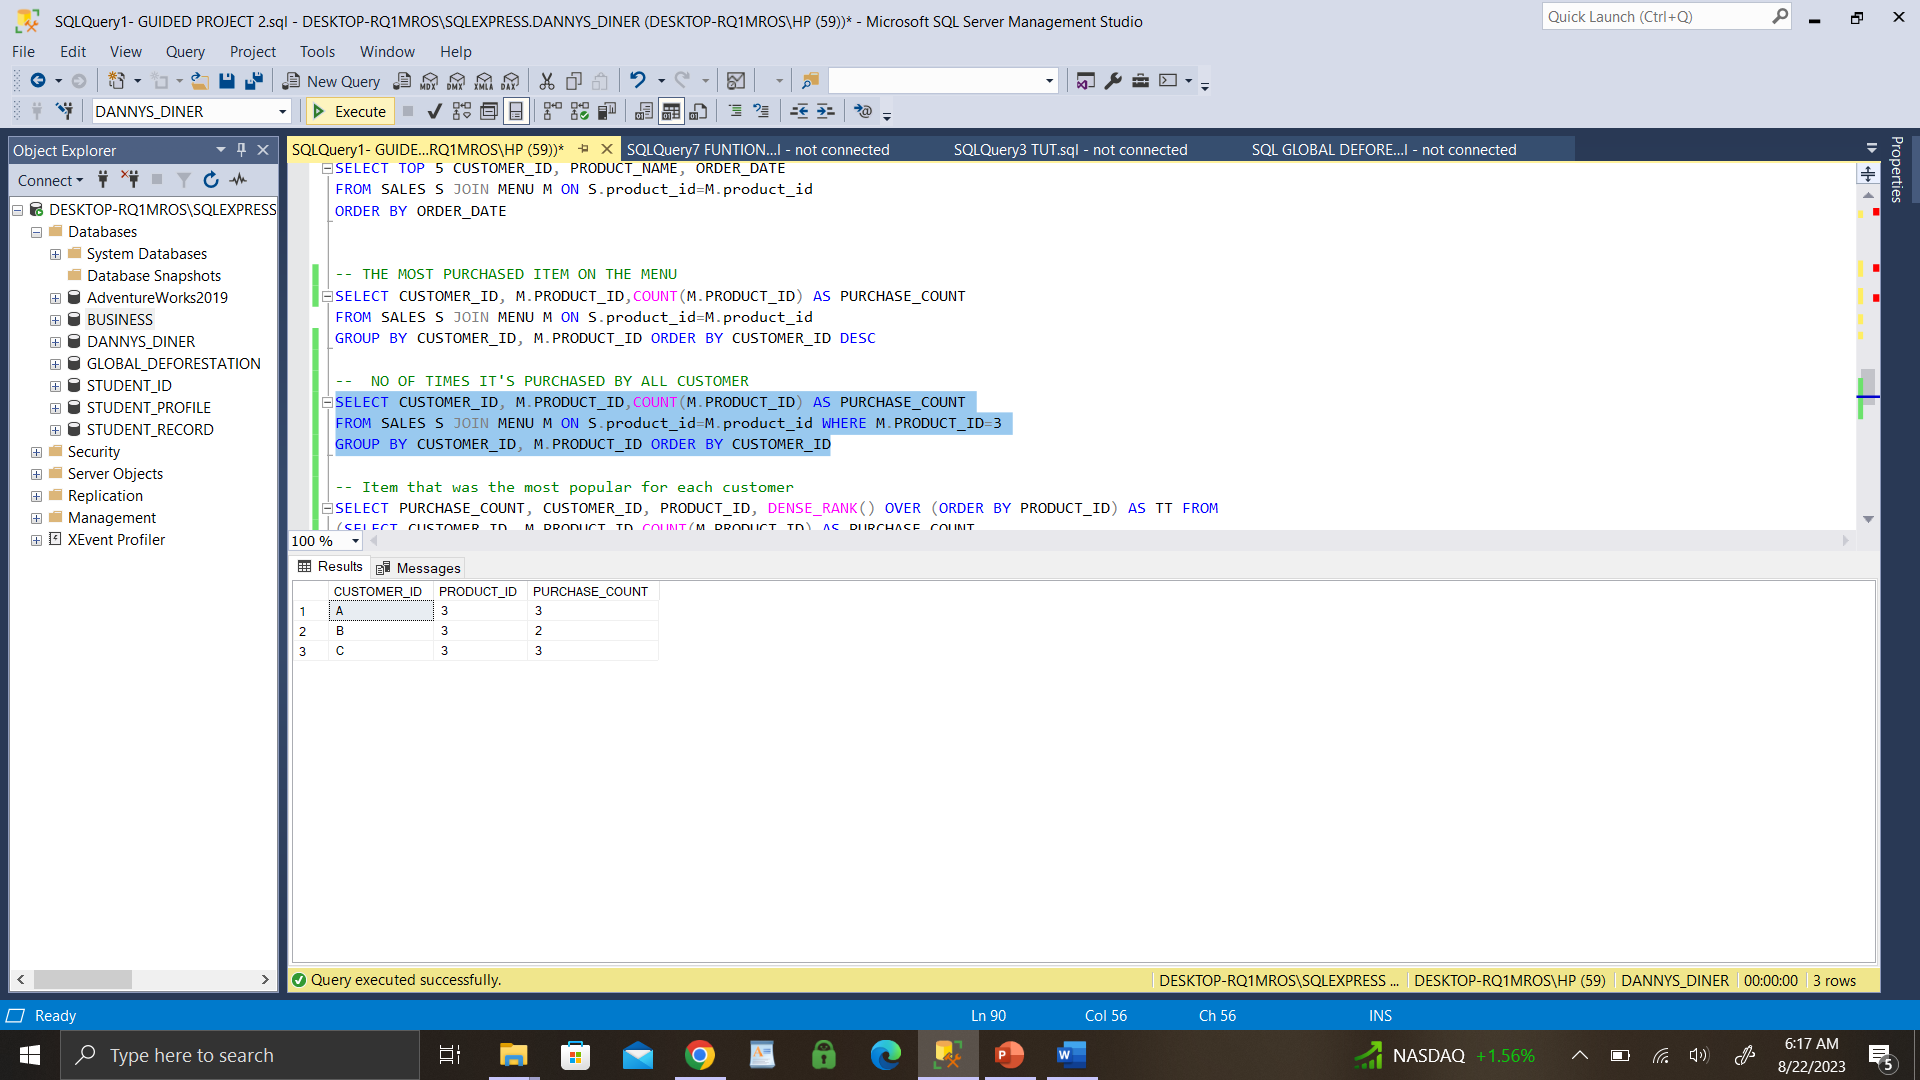 SQLQuery1- GUIDED PROJECT 2.sql - DESKTOP-RQ1MROS\SQLEXPRESS.DANNYS_DINER (DESKTOP-RQ1MROS\HP (59))* - Microsoft SQL Server Management Studio
Quick Launch (Ctrl+Q)
File Edit View Query Project Tools Window Help
New Query MDX DMX XMLA DAX
DANNYS_DINER Execute
Object Explorer
Connect
DESKTOP-RQ1MROS\SQLEXPRESS
Databases
System Databases
Database Snapshots
AdventureWorks2019
BUSINESS
DANNYS_DINER
GLOBAL_DEFORESTATION
STUDENT_ID
STUDENT_PROFILE
STUDENT_RECORD
Security
Server Objects
Replication
Management
XEvent Profiler
SQLQuery1- GUIDE...RQ1MROS\HP (59))* SQLQuery7 FUNTION...l - not connected SQLQuery3 TUT.sql - not connected SQL GLOBAL DEFORE...l - not connected
Properties
SELECT TOP 5 CUSTOMER_ID, PRODUCT_NAME, ORDER_DATE
FROM SALES S JOIN MENU M ON S.product_id=M.product_id
ORDER BY ORDER_DATE
-- THE MOST PURCHASED ITEM ON THE MENU
SELECT CUSTOMER_ID, M.PRODUCT_ID,COUNT(M.PRODUCT_ID) AS PURCHASE_COUNT
FROM SALES S JOIN MENU M ON S.product_id=M.product_id
GROUP BY CUSTOMER_ID, M.PRODUCT_ID ORDER BY CUSTOMER_ID DESC
--  NO OF TIMES IT'S PURCHASED BY ALL CUSTOMER
SELECT CUSTOMER_ID, M.PRODUCT_ID,COUNT(M.PRODUCT_ID) AS PURCHASE_COUNT
FROM SALES S JOIN MENU M ON S.product_id=M.product_id WHERE M.PRODUCT_ID=3
GROUP BY CUSTOMER_ID, M.PRODUCT_ID ORDER BY CUSTOMER_ID
-- Item that was the most popular for each customer
SELECT PURCHASE_COUNT, CUSTOMER_ID, PRODUCT_ID, DENSE_RANK() OVER (ORDER BY PRODUCT_ID) AS TT FROM
(SELECT CUSTOMER_ID, M.PRODUCT_ID,COUNT(M.PRODUCT_ID) AS PURCHASE_COUNT
100 %
Results Messages
CUSTOMER_ID PRODUCT_ID PURCHASE_COUNT
1 A 3 3
2 B 3 2
3 C 3 3
Query executed successfully. DESKTOP-RQ1MROS\SQLEXPRESS ... DESKTOP-RQ1MROS\HP (59) DANNYS_DINER 00:00:00 3 rows
Ready Ln 90 Col 56 Ch 56 INS
Type here to search
NASDAQ +1.56%
6:17 AM
8/22/2023
5